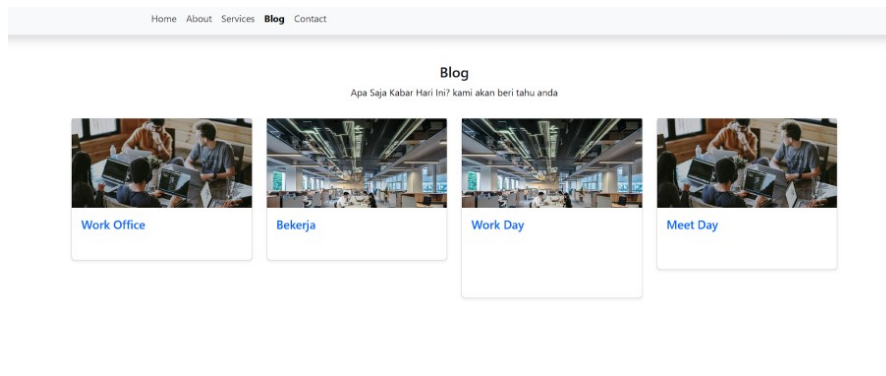 Home About Services Blog Contact
Blog
Apa Saja Kabar Hari Ini? kami akan beri tahu anda
Work Office
Bekerja
Work Day
Meet Day